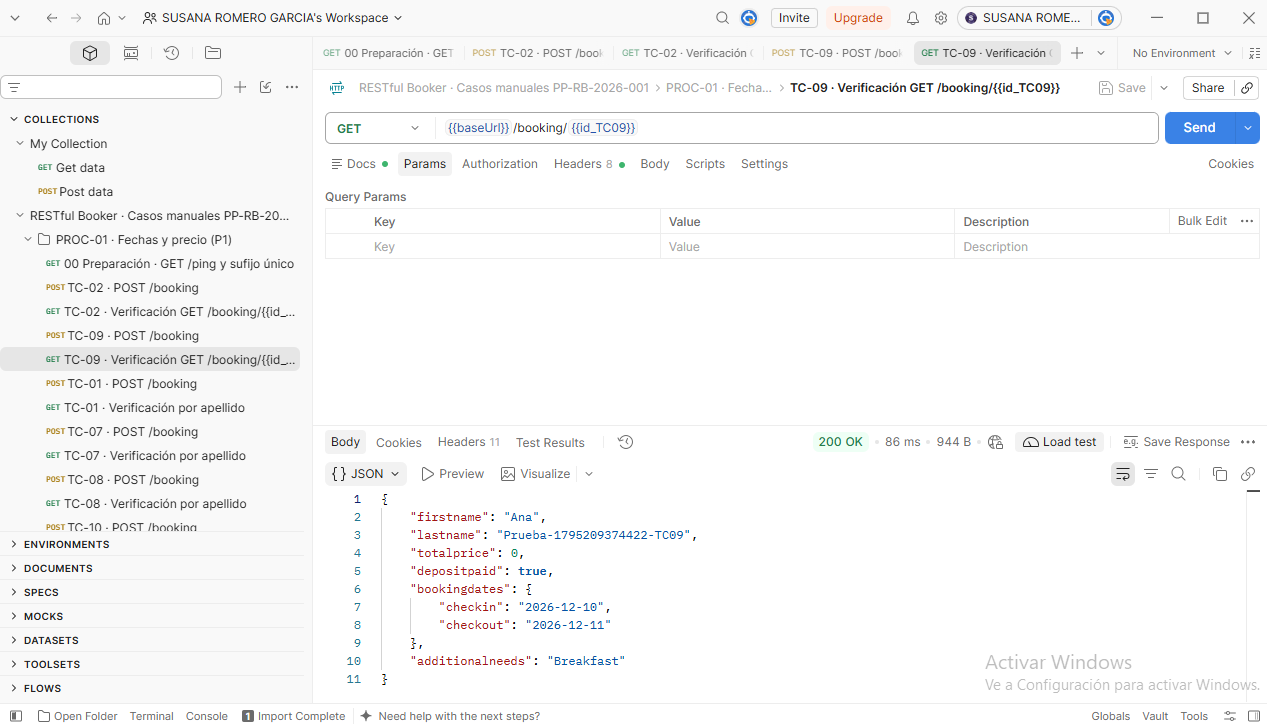 SUSANA ROMERO GARCIA's Workspace
Invite
Upgrade
SUSANA ROME...
GET 00 Preparación · GET
POST TC-02 · POST /book
GET TC-02 · Verificación
POST TC-09 · POST /book
GET TC-09 · Verificación
No Environment
HTTP
RESTful Booker · Casos manuales PP-RB-2026-001 > PROC-01 · Fecha... > TC-09 · Verificación GET /booking/{{id_TC09}}
Save
Share
GET
{{baseUrl}} /booking/ {{id_TC09}}
Send
Docs
Params
Authorization
Headers 8
Body
Scripts
Settings
Cookies
Query Params
Key Value Description Bulk Edit
Key Value Description
COLLECTIONS
My Collection
GET Get data
POST Post data
RESTful Booker · Casos manuales PP-RB-20...
PROC-01 · Fechas y precio (P1)
GET 00 Preparación · GET /ping y sufijo único
POST TC-02 · POST /booking
GET TC-02 · Verificación GET /booking/{{id_...
POST TC-09 · POST /booking
GET TC-09 · Verificación GET /booking/{{id_...
POST TC-01 · POST /booking
GET TC-01 · Verificación por apellido
POST TC-07 · POST /booking
GET TC-07 · Verificación por apellido
POST TC-08 · POST /booking
GET TC-08 · Verificación por apellido
POST TC-10 · POST /booking
ENVIRONMENTS
DOCUMENTS
SPECS
MOCKS
DATASETS
TOOLSETS
FLOWS
Body
Cookies
Headers 11
Test Results
200 OK • 86 ms • 944 B
Load test
e.g. Save Response
{} JSON
Preview
Visualize
1 {
2 "firstname": "Ana",
3 "lastname": "Prueba-1795209374422-TC09",
4 "totalprice": 0,
5 "depositpaid": true,
6 "bookingdates": {
7 "checkin": "2026-12-10",
8 "checkout": "2026-12-11"
9 },
10 "additionalneeds": "Breakfast"
11 }
Activar Windows
Ve a Configuración para activar Windows.
Open Folder
Terminal
Console
1 Import Complete
Need help with the next steps?
Globals
Vault
Tools